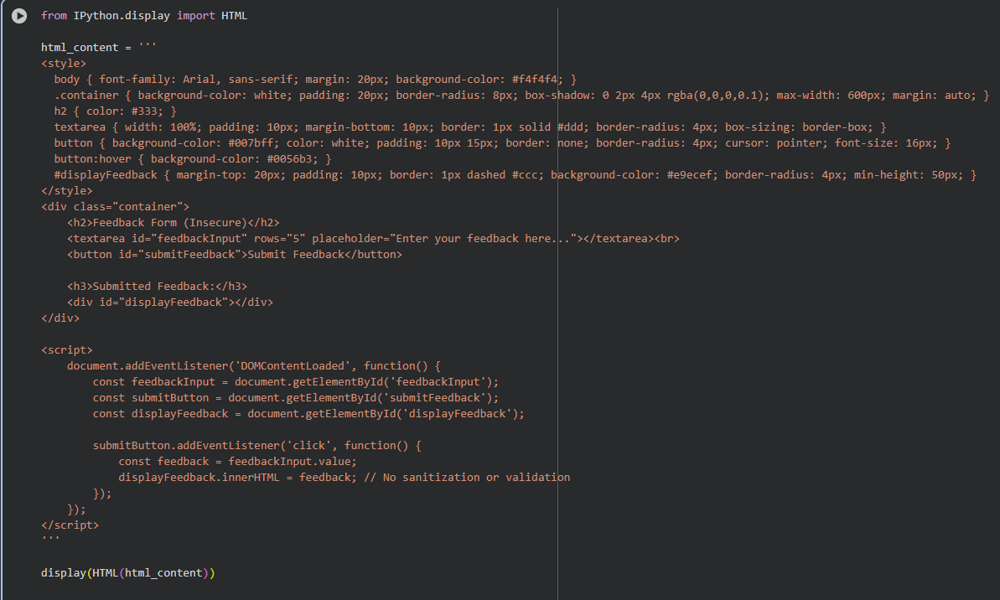 from IPython.display import HTML

html_content = '''
<style>
  body { font-family: Arial, sans-serif; margin: 20px; background-color: #f4f4f4; }
  .container { background-color: white; padding: 20px; border-radius: 8px; box-shadow: 0 2px 4px rgba(0,0,0,0.1); max-width: 600px; margin: auto; }
  h2 { color: #333; }
  textarea { width: 100%; padding: 10px; margin-bottom: 10px; border: 1px solid #ddd; border-radius: 4px; box-sizing: border-box; }
  button { background-color: #007bff; color: white; padding: 10px 15px; border: none; border-radius: 4px; cursor: pointer; font-size: 16px; }
  button:hover { background-color: #0056b3; }
  #displayFeedback { margin-top: 20px; padding: 10px; border: 1px dashed #ccc; background-color: #e9ecef; border-radius: 4px; min-height: 50px; }
</style>
<div class="container">
    <h2>Feedback Form (Insecure)</h2>
    <textarea id="feedbackInput" rows="5" placeholder="Enter your feedback here..."></textarea><br>
    <button id="submitFeedback">Submit Feedback</button>

    <h3>Submitted Feedback:</h3>
    <div id="displayFeedback"></div>
</div>

<script>
    document.addEventListener('DOMContentLoaded', function() {
        const feedbackInput = document.getElementById('feedbackInput');
        const submitButton = document.getElementById('submitFeedback');
        const displayFeedback = document.getElementById('displayFeedback');

        submitButton.addEventListener('click', function() {
            const feedback = feedbackInput.value;
            displayFeedback.innerHTML = feedback; // No sanitization or validation
        });
    });
</script>
'''

display(HTML(html_content))